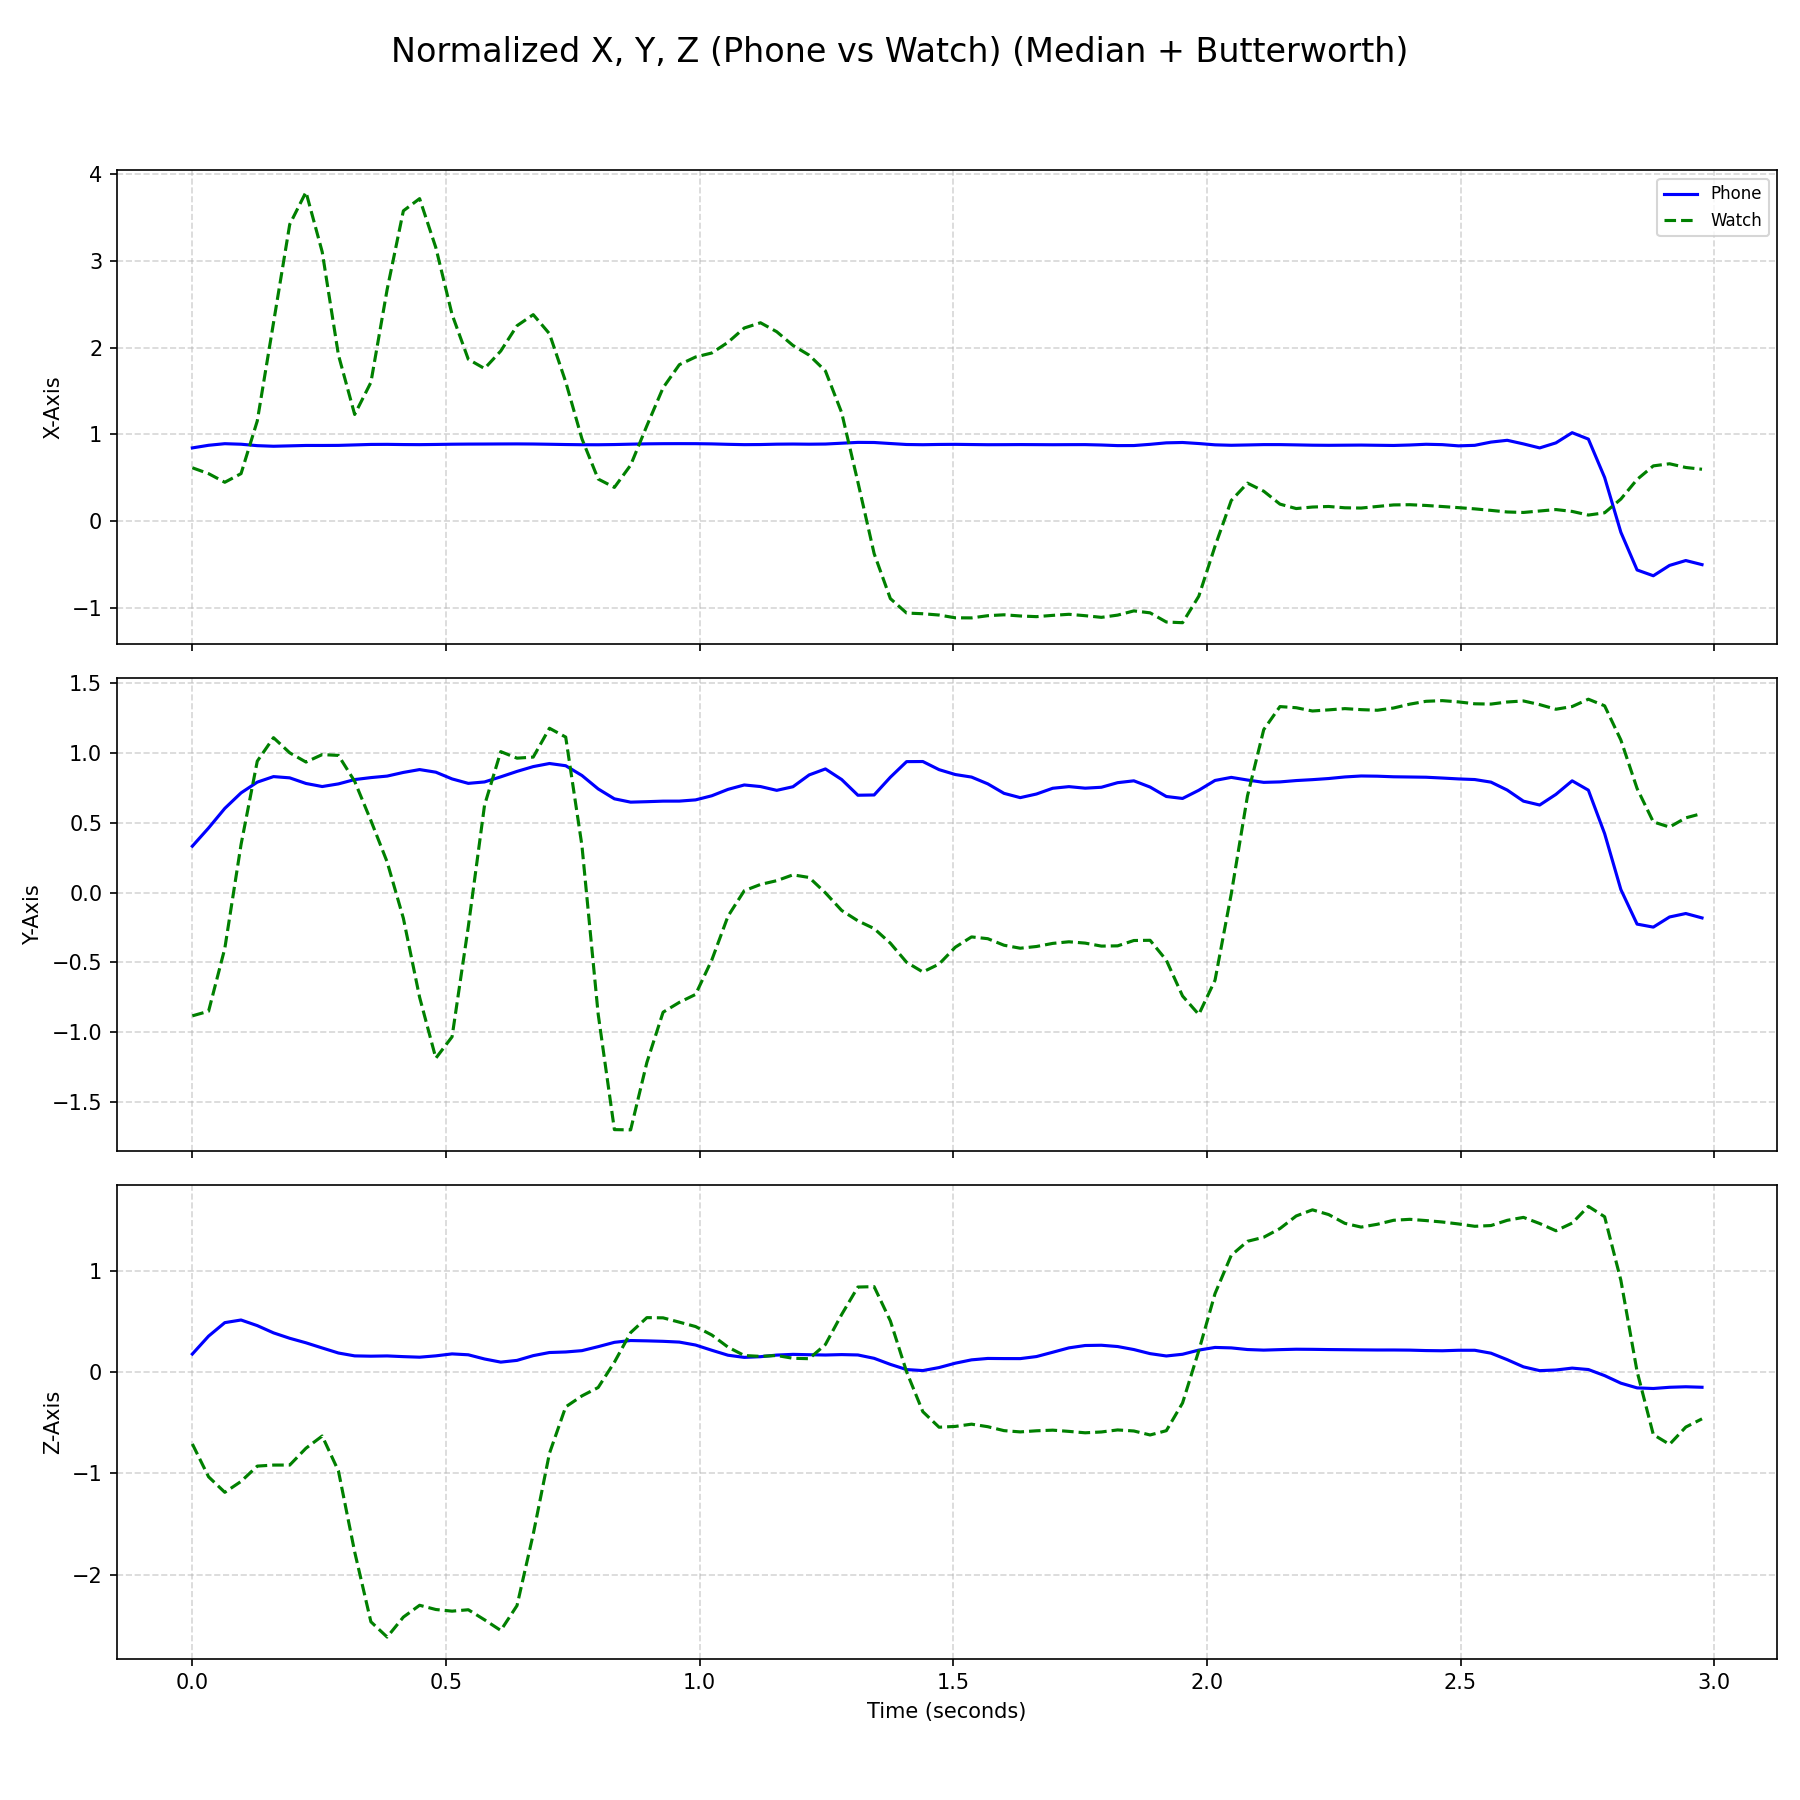 Normalized X, Y, Z (Phone vs Watch) (Median + Butterworth)
Phone
Watch
X-Axis
4
3
2
1
0
−1
Y-Axis
1.5
1.0
0.5
0.0
−0.5
−1.0
−1.5
Z-Axis
1
0
−1
−2
0.0 0.5 1.0 1.5 2.0 2.5 3.0
Time (seconds)